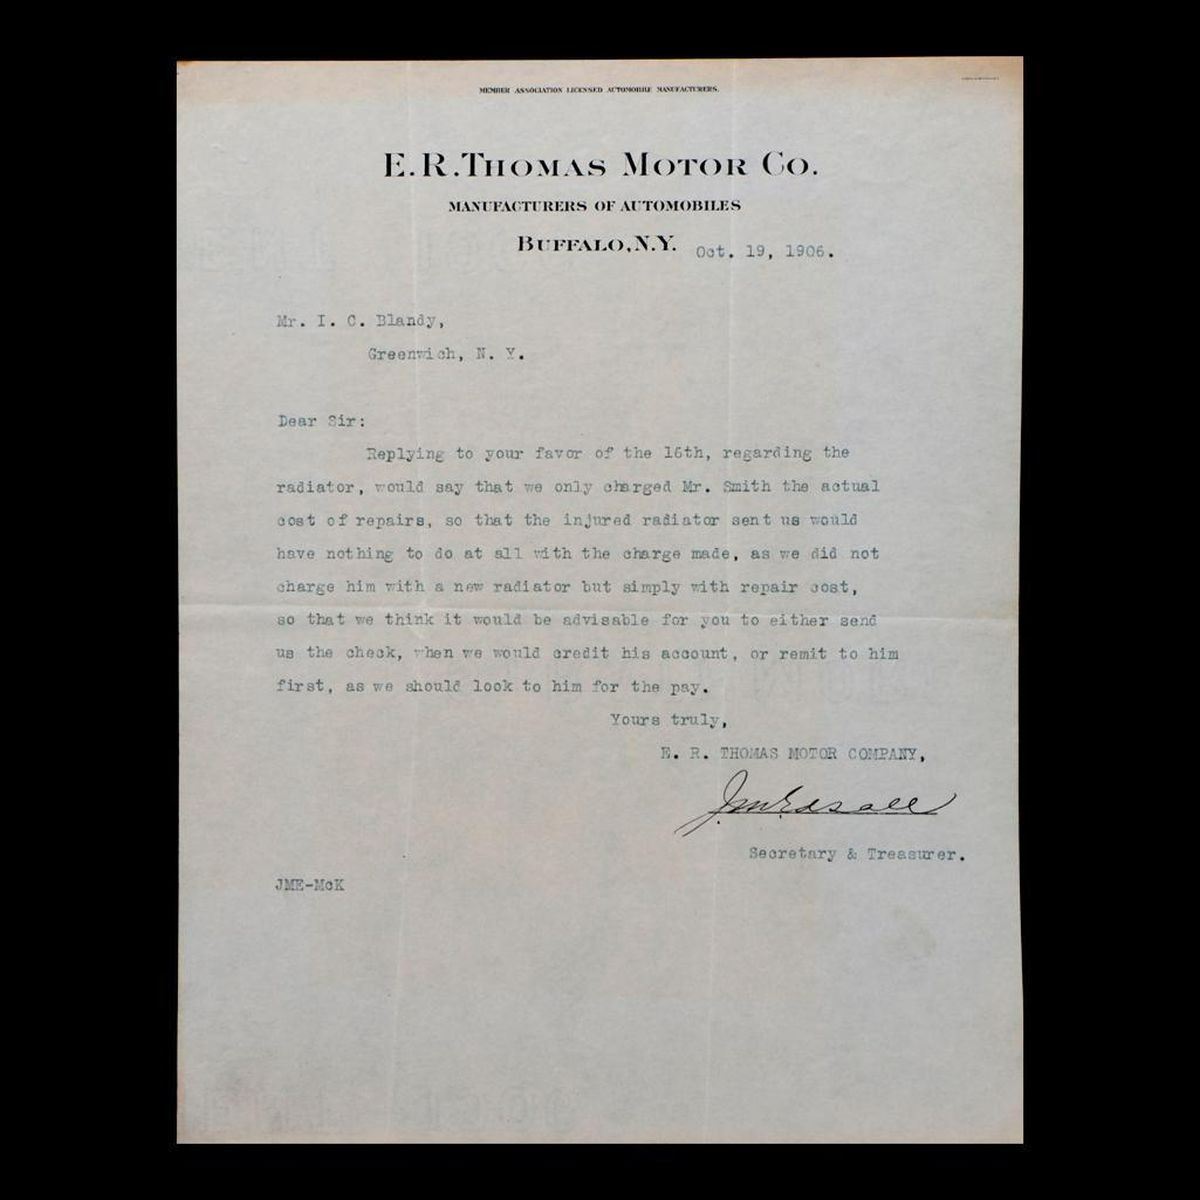 MEMBER ASSOCIATION LICENSED AUTOMOBILE MANUFACTURERS.
E.R. THOMAS MOTOR CO.
MANUFACTURERS OF AUTOMOBILES
BUFFALO, N.Y. Oct. 19, 1906.
Mr. I. C. Blandy,
Greenwich, N. Y.
Dear Sir:
Replying to your favor of the 16th, regarding the
radiator, would say that we only charged Mr. Smith the actual
cost of repairs, so that the injured radiator sent us would
have nothing to do at all with the charge made, as we did not
charge him with a new radiator but simply with repair cost,
so that we think it would be advisable for you to either send
us the check, when we would credit his account, or remit to him
first, as we should look to him for the pay.
Yours truly,
E. R. THOMAS MOTOR COMPANY,
J.M. Edsall
Secretary & Treasurer.
JME-McK